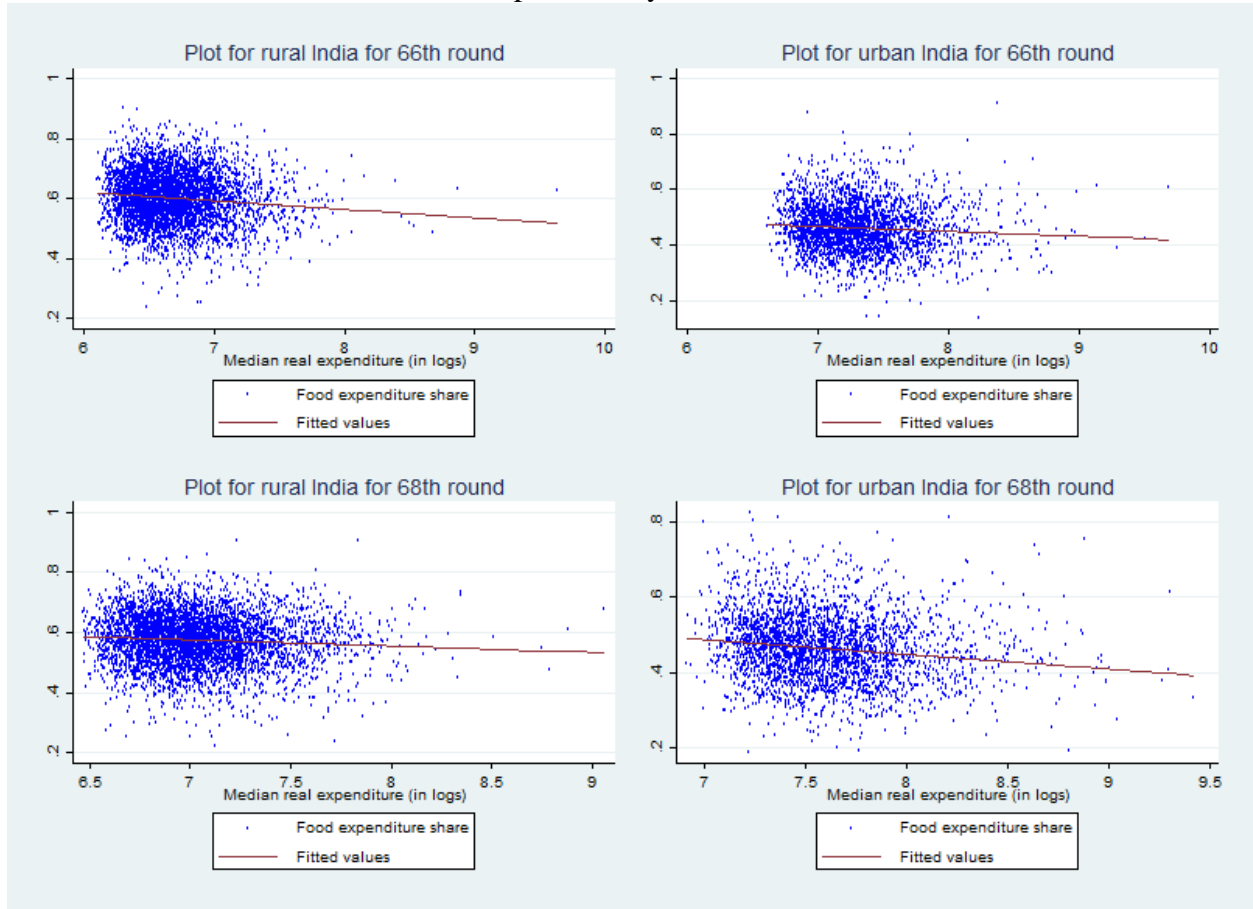 Plot for rural India for 66th round
1
.8
.6
.4
.2
6 7 8 9 10
Median real expenditure (in logs)
Food expenditure share
Fitted values
Plot for urban India for 66th round
1
.8
.6
.4
.2
6 7 8 9 10
Median real expenditure (in logs)
Food expenditure share
Fitted values
Plot for rural India for 68th round
1
.8
.6
.4
.2
6.5 7 7.5 8 8.5 9
Median real expenditure (in logs)
Food expenditure share
Fitted values
Plot for urban India for 68th round
.8
.6
.4
.2
7 7.5 8 8.5 9 9.5
Median real expenditure (in logs)
Food expenditure share
Fitted values